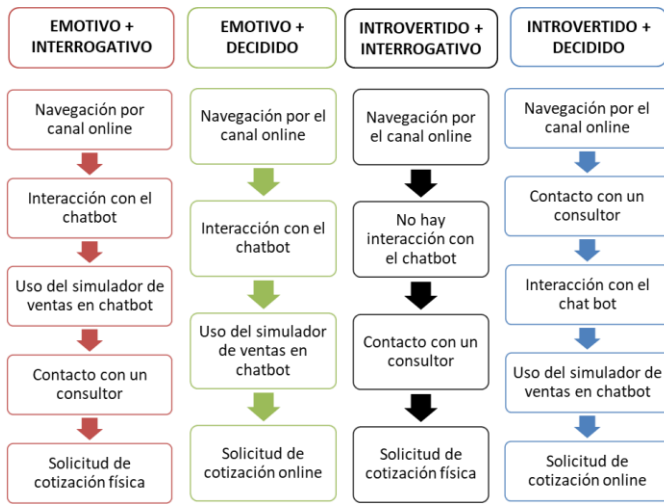 EMOTIVO +
INTERROGATIVO
Navegación por
canal online
Interacción con el
chatbot
Uso del simulador de
ventas en chatbot
Contacto con un
consultor
Solicitud de
cotización física
EMOTIVO +
DECIDIDO
Navegación por el
canal online
Interacción con el
chatbot
Uso del simulador
de ventas en
chatbot
Solicitud de
cotización online
INTROVERTIDO +
INTERROGATIVO
Navegación por
el canal online
No hay
interacción con
el chatbot
Contacto con un
consultor
Solicitud de
cotización física
INTROVERTIDO +
DECIDIDO
Navegación por el
canal online
Contacto con un
consultor
Interacción con el
chat bot
Uso del simulador de
ventas en chatbot
Solicitud de
cotización online